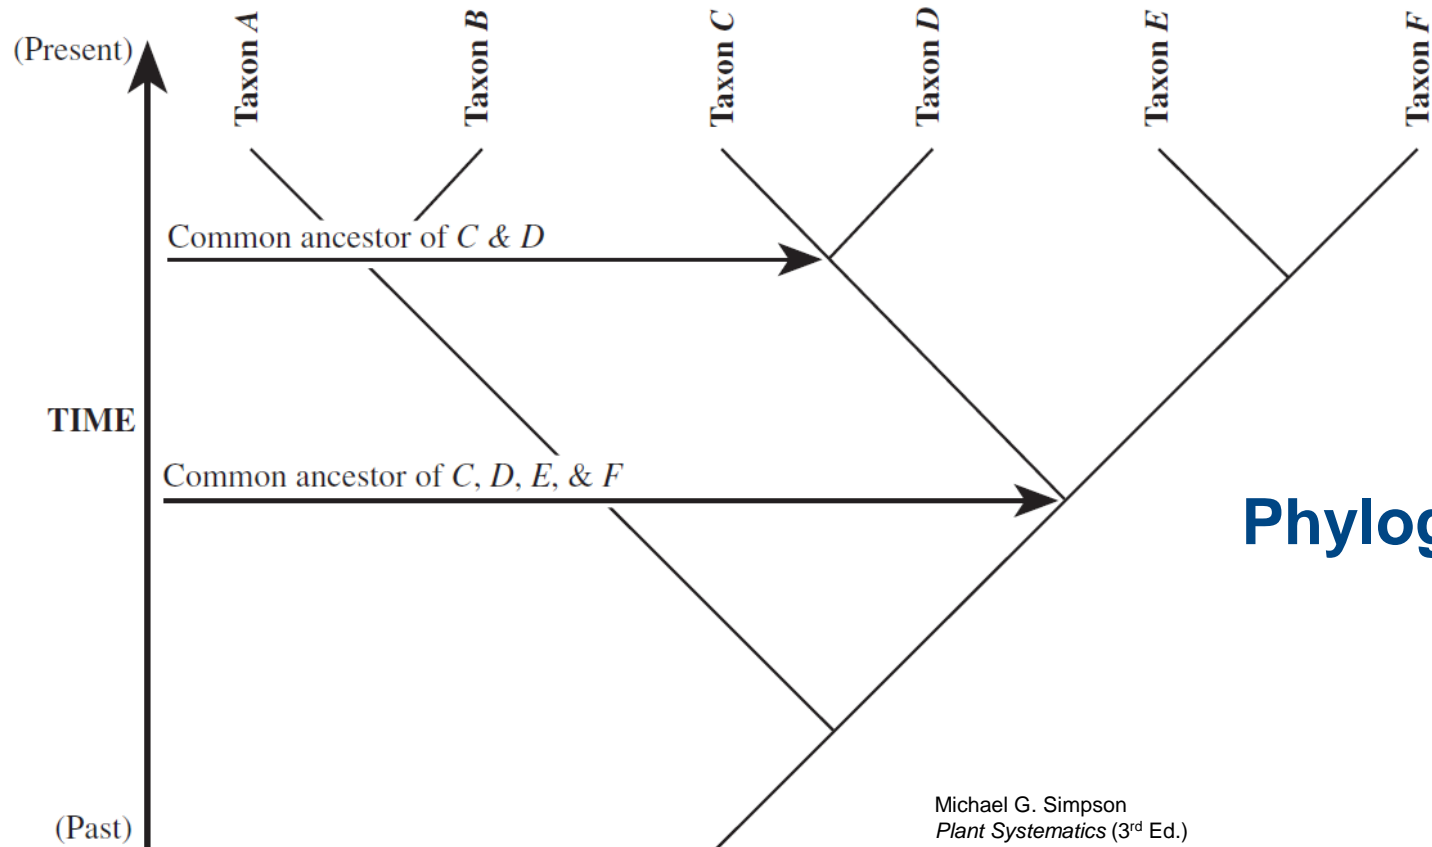 (Present)
Taxon A
Taxon B
Taxon C
Taxon D
Taxon E
Taxon F
Common ancestor of C & D
TIME
Common ancestor of C, D, E, & F
Phylog
Michael G. Simpson
Plant Systematics (3rd Ed.)
(Past)